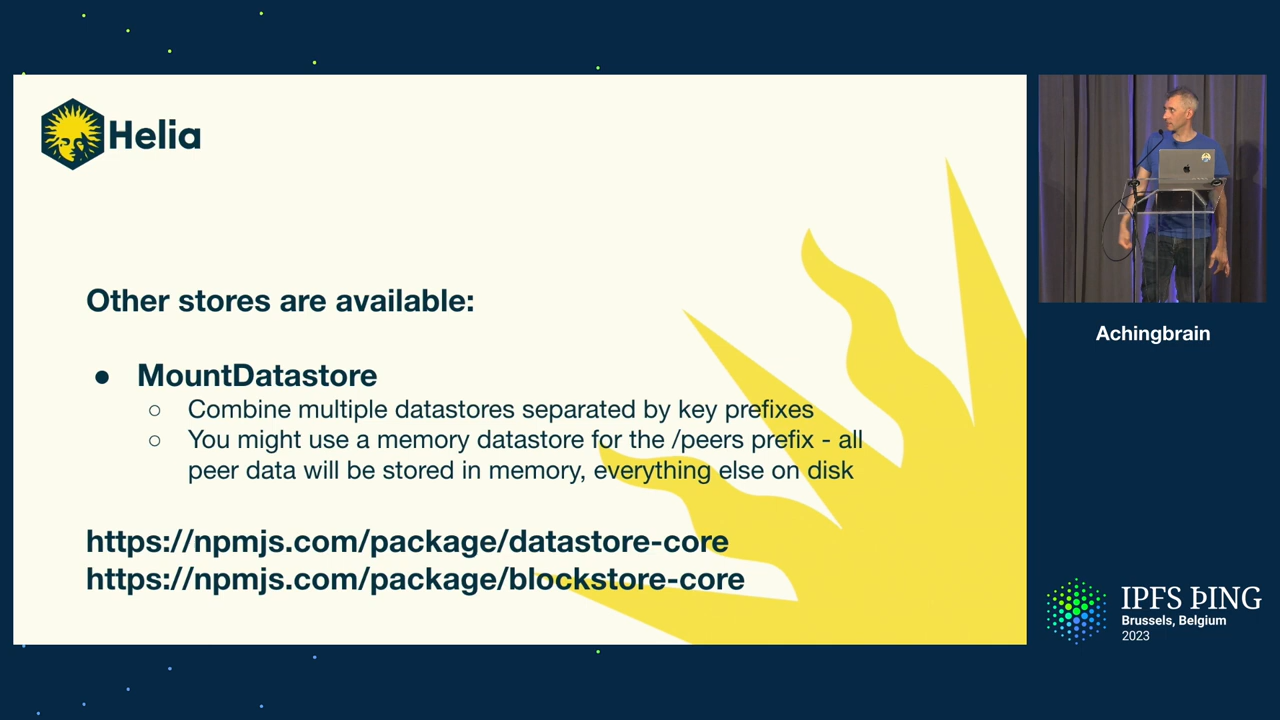 Helia
Other stores are available:
● MountDatastore
○ Combine multiple datastores separated by key prefixes
○ You might use a memory datastore for the /peers prefix - all
peer data will be stored in memory, everything else on disk
https://npmjs.com/package/datastore-core
https://npmjs.com/package/blockstore-core
Achingbrain
IPFS ÞING
Brussels, Belgium
2023